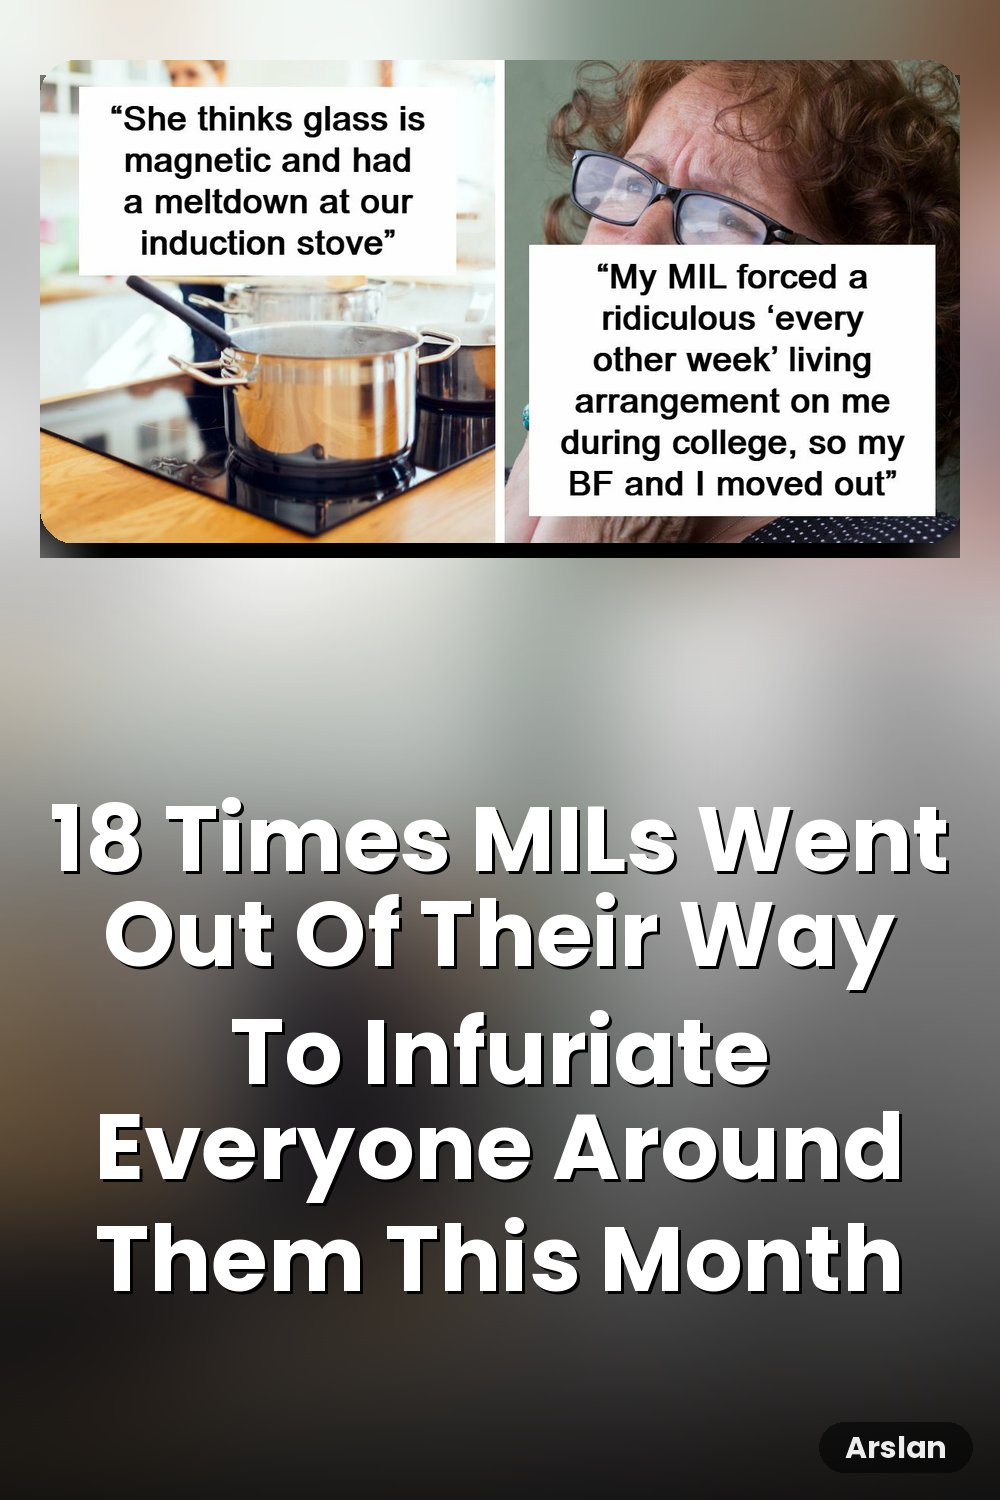 “She thinks glass is
magnetic and had
a meltdown at our
induction stove”
“My MIL forced a
ridiculous ‘every
other week’ living
arrangement on me
during college, so my
BF and I moved out”
18 Times MILs Went
Out Of Their Way
To Infuriate
Everyone Around
Them This Month
Arslan